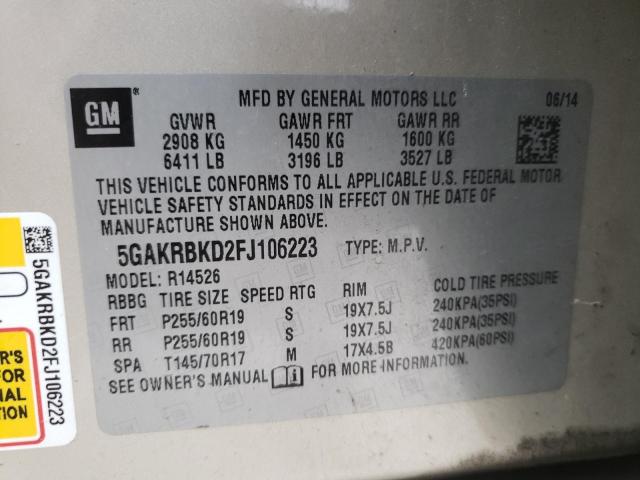 GM
®
MFD BY GENERAL MOTORS LLC 06/14
GVWR GAWR FRT GAWR RR
2908 KG 1450 KG 1600 KG
6411 LB 3196 LB 3527 LB
THIS VEHICLE CONFORMS TO ALL APPLICABLE U.S. FEDERAL MOTOR
VEHICLE SAFETY STANDARDS IN EFFECT ON THE DATE OF
MANUFACTURE SHOWN ABOVE.
5GAKRBKD2FJ106223 TYPE: M.P.V.
MODEL: R14526
RBBG TIRE SIZE SPEED RTG RIM COLD TIRE PRESSURE
FRT P255/60R19 S 19X7.5J 240KPA(35PSI)
RR P255/60R19 S 19X7.5J 240KPA(35PSI)
SPA T145/70R17 M 17X4.5B 420KPA(60PSI)
SEE OWNER'S MANUAL FOR MORE INFORMATION
5GAKRBKD2FJ106223
FOR